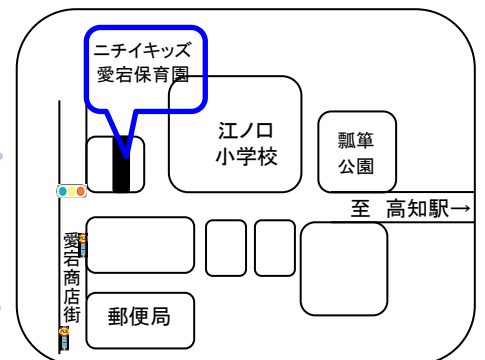 ニチイキッズ
愛宕保育園
江ノ口
小学校
瓢箪
公園
至 高知駅→
愛宕商店街
郵便局